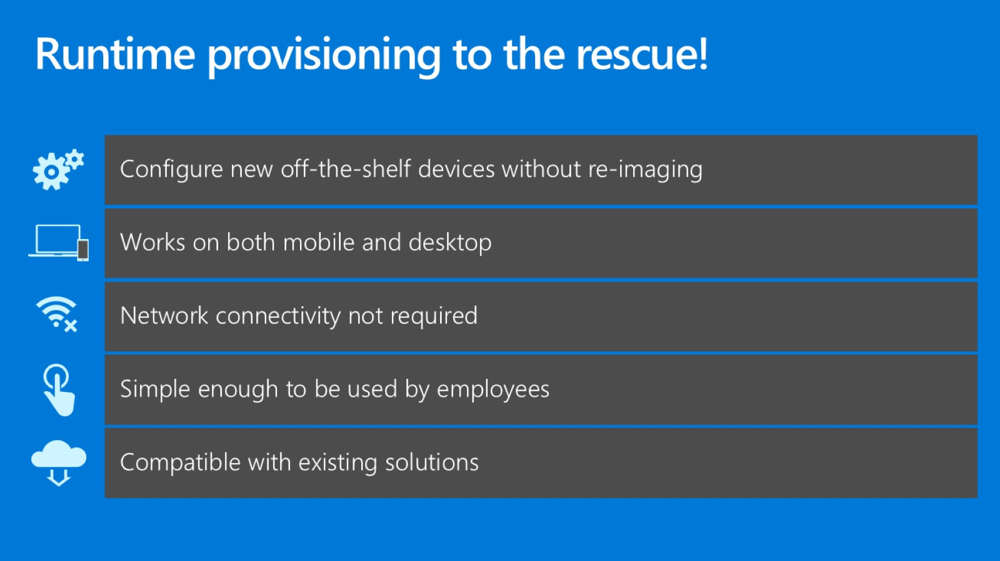 Runtime provisioning to the rescue!
Configure new off-the-shelf devices without re-imaging
Works on both mobile and desktop
Network connectivity not required
Simple enough to be used by employees
Compatible with existing solutions